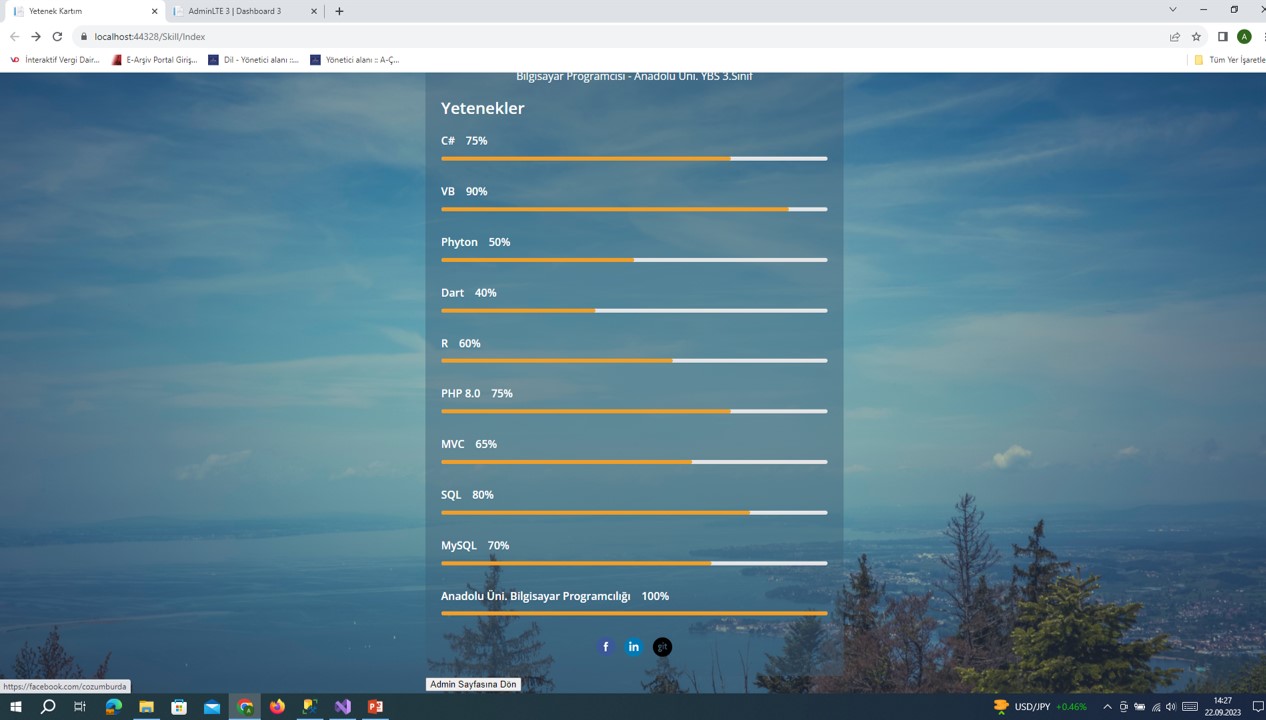 Yetenek Kartım
AdminLTE 3 | Dashboard 3
localhost:44328/Skill/Index
A
İnteraktif Vergi Dair...
E-Arşiv Portal Giriş...
Dil - Yönetici alanı ::...
Yönetici alanı :: A-Ç...
Tüm Yer İşaretle
Bilgisayar Programcısı - Anadolu Üni. YBS 3.Sınıf
Yetenekler
C# 75%
VB 90%
Phyton 50%
Dart 40%
R 60%
PHP 8.0 75%
MVC 65%
SQL 80%
MySQL 70%
Anadolu Üni. Bilgisayar Programcılığı 100%
f in git
Admin Sayfasına Dön
https://facebook.com/cozumburda
USD/JPY +0.46%
14:27
22.09.2023